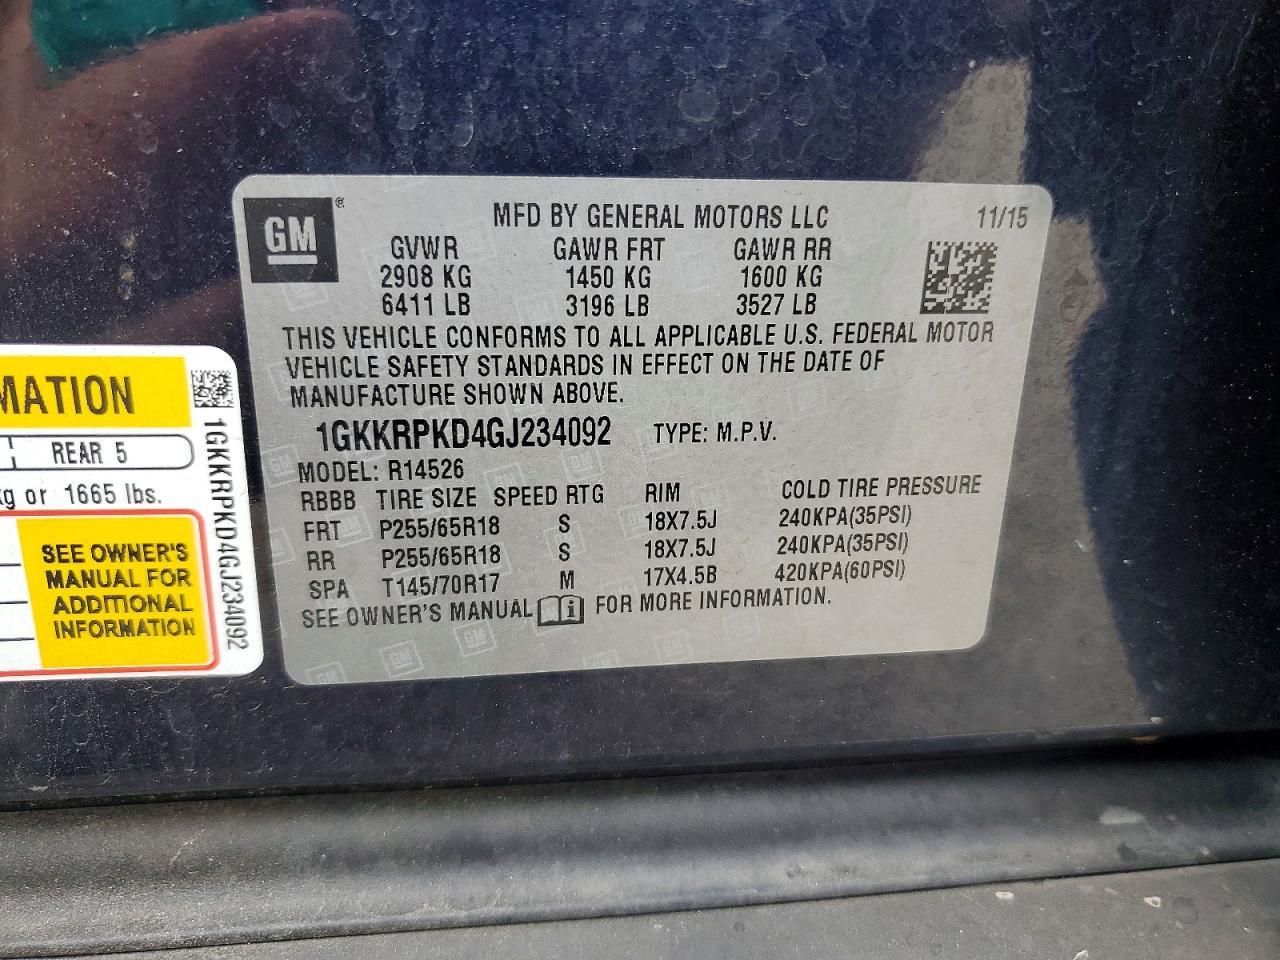 GM ®
MFD BY GENERAL MOTORS LLC 11/15
GVWR GAWR FRT GAWR RR
2908 KG 1450 KG 1600 KG
6411 LB 3196 LB 3527 LB
THIS VEHICLE CONFORMS TO ALL APPLICABLE U.S. FEDERAL MOTOR
VEHICLE SAFETY STANDARDS IN EFFECT ON THE DATE OF
MANUFACTURE SHOWN ABOVE.
1GKKRPKD4GJ234092 TYPE: M.P.V.
MODEL: R14526
RBBB TIRE SIZE SPEED RTG RIM COLD TIRE PRESSURE
FRT P255/65R18 S 18X7.5J 240KPA(35PSI)
RR P255/65R18 S 18X7.5J 240KPA(35PSI)
SPA T145/70R17 M 17X4.5B 420KPA(60PSI)
SEE OWNER'S MANUAL FOR MORE INFORMATION.
MATION
REAR 5
kg or 1665 lbs.
SEE OWNER'S
MANUAL FOR
ADDITIONAL
INFORMATION
1GKKRPKD4GJ234092